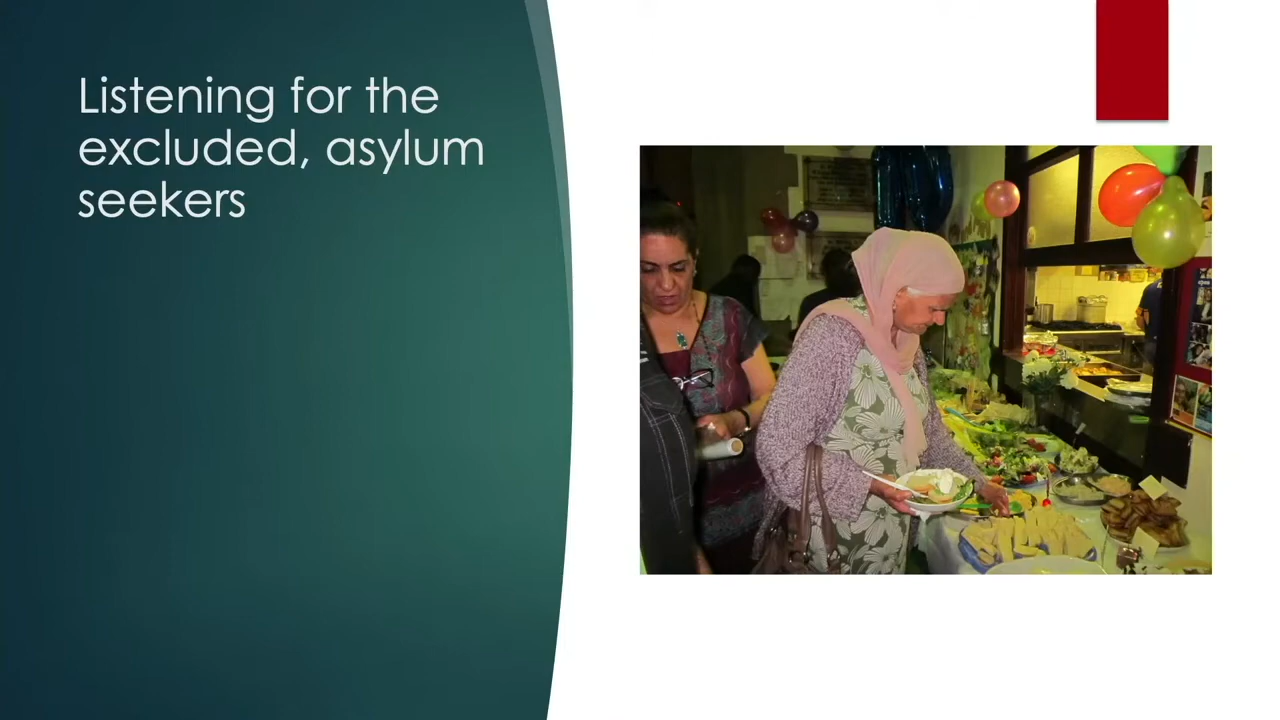 Listening for the
excluded, asylum
seekers